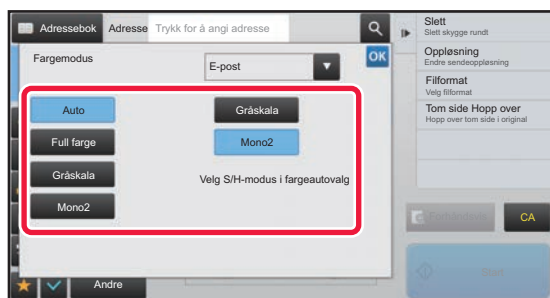 Adressebok Adresse Trykk for å angi adresse
Fargemodus
E-post
OK
Auto
Full farge
Gråskala
Mono2
Gråskala
Mono2
Velg S/H-modus i fargeautovalg
Andre
Slett
Slett skygge rundt
Oppløsning
Endre sendeoppløsning
Filformat
Velg filformat
Tom side Hopp over
Hopp over tom side i original
CA